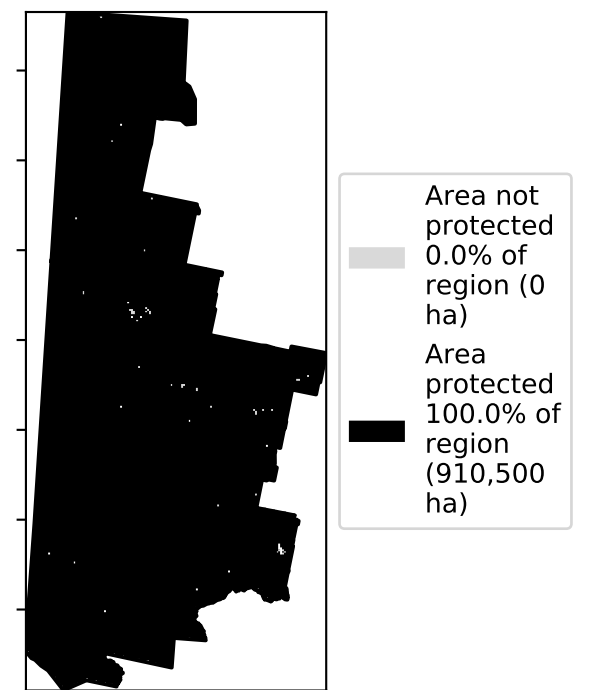 Area not
protected
0.0% of
region (0
ha)
Area
protected
100.0% of
region
(910,500
ha)